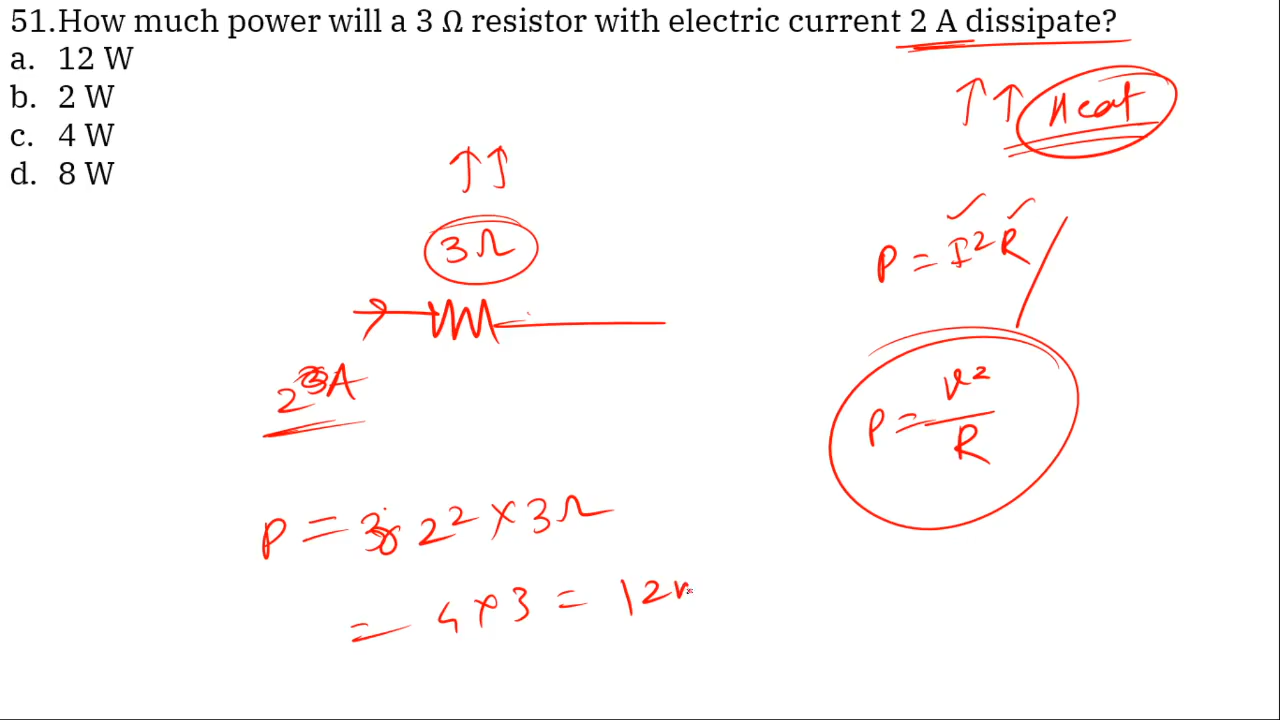 51.How much power will a 3 Ω resistor with electric current 2 A dissipate?
a. 12 W
b. 2 W
c. 4 W
d. 8 W
↑↑ Heat
↑↑
3Ω
P = I²R
2 A
P = V²/R
P = 2² × 3Ω
= 4 × 3 = 12